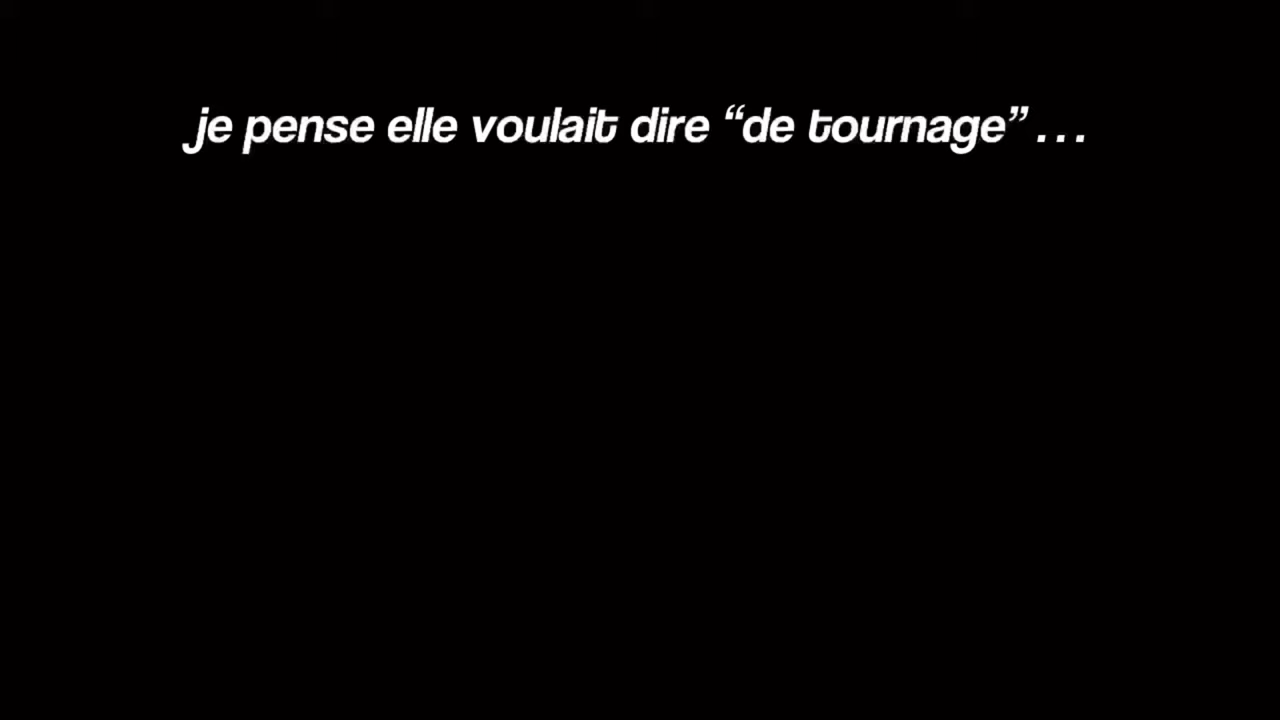 je pense elle voulait dire “de tournage” ...